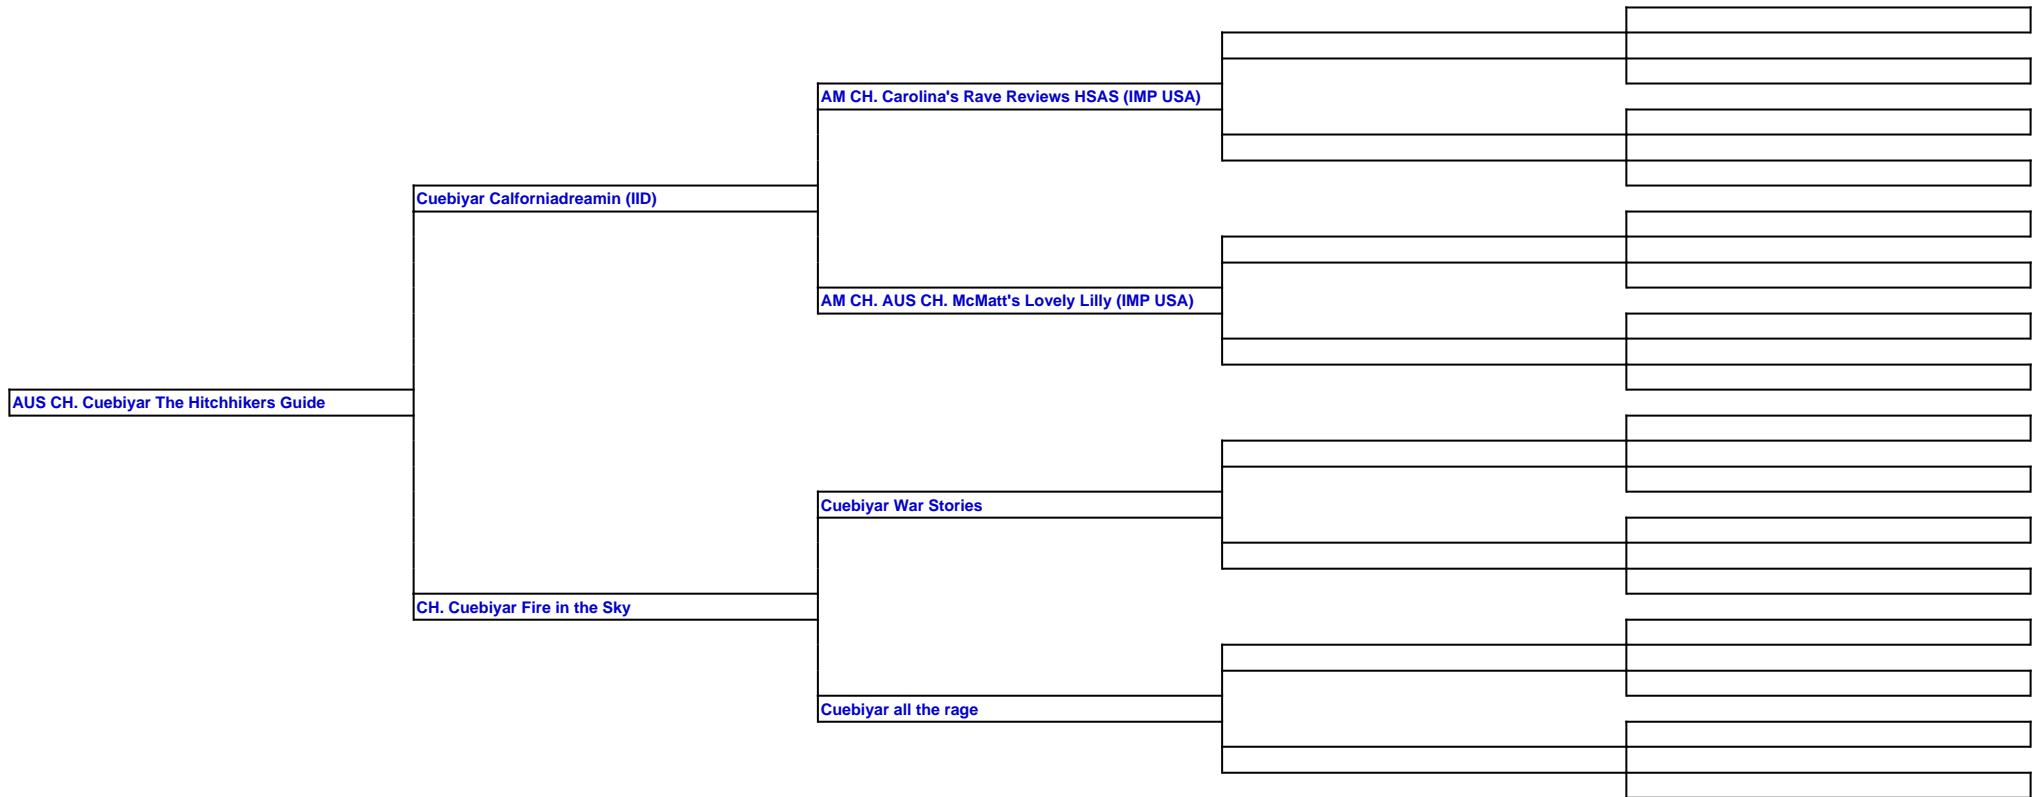 AM CH. Carolina's Rave Reviews HSAS (IMP USA)
Cuebiyar Calforniadreamin (IID)
AM CH. AUS CH. McMatt's Lovely Lilly (IMP USA)
AUS CH. Cuebiyar The Hitchhikers Guide
Cuebiyar War Stories
CH. Cuebiyar Fire in the Sky
Cuebiyar all the rage